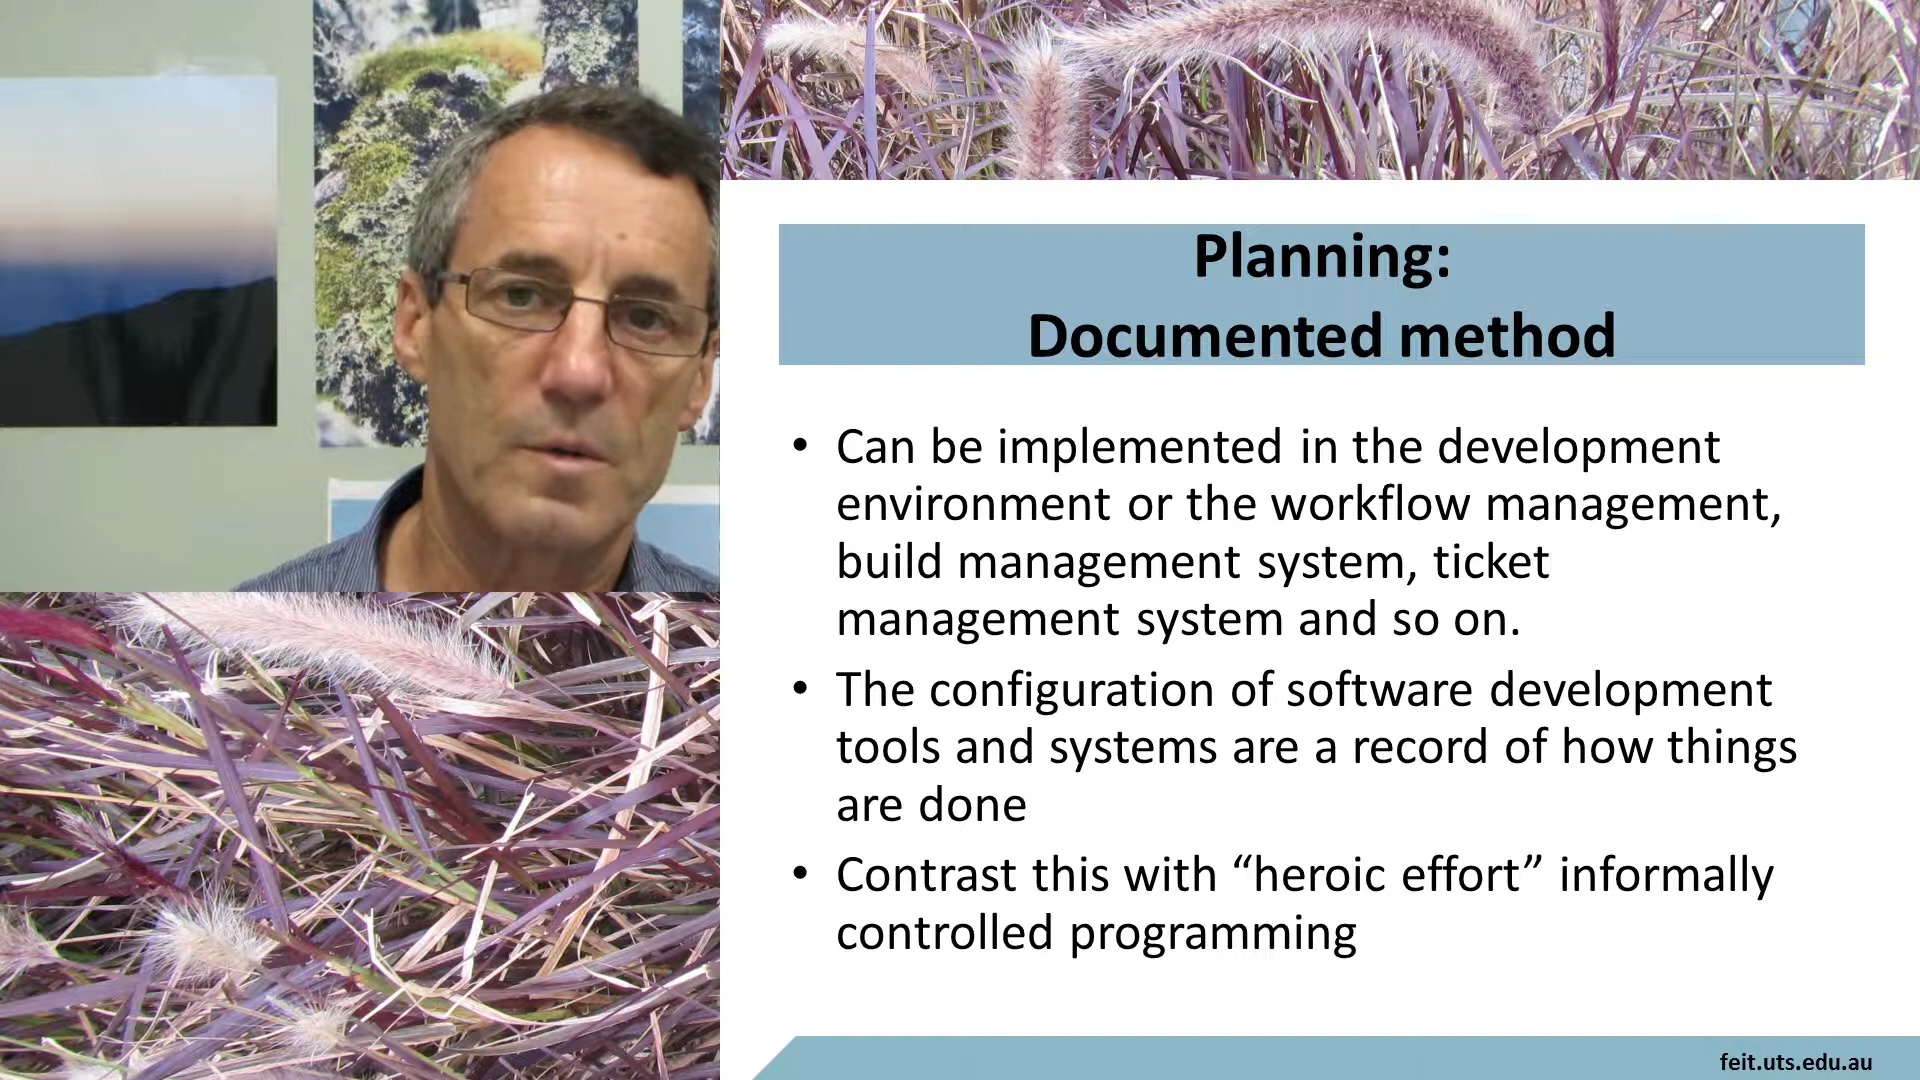 Planning:
Documented method
• Can be implemented in the development
environment or the workflow management,
build management system, ticket
management system and so on.
• The configuration of software development
tools and systems are a record of how things
are done
• Contrast this with “heroic effort” informally
controlled programming
feit.uts.edu.au